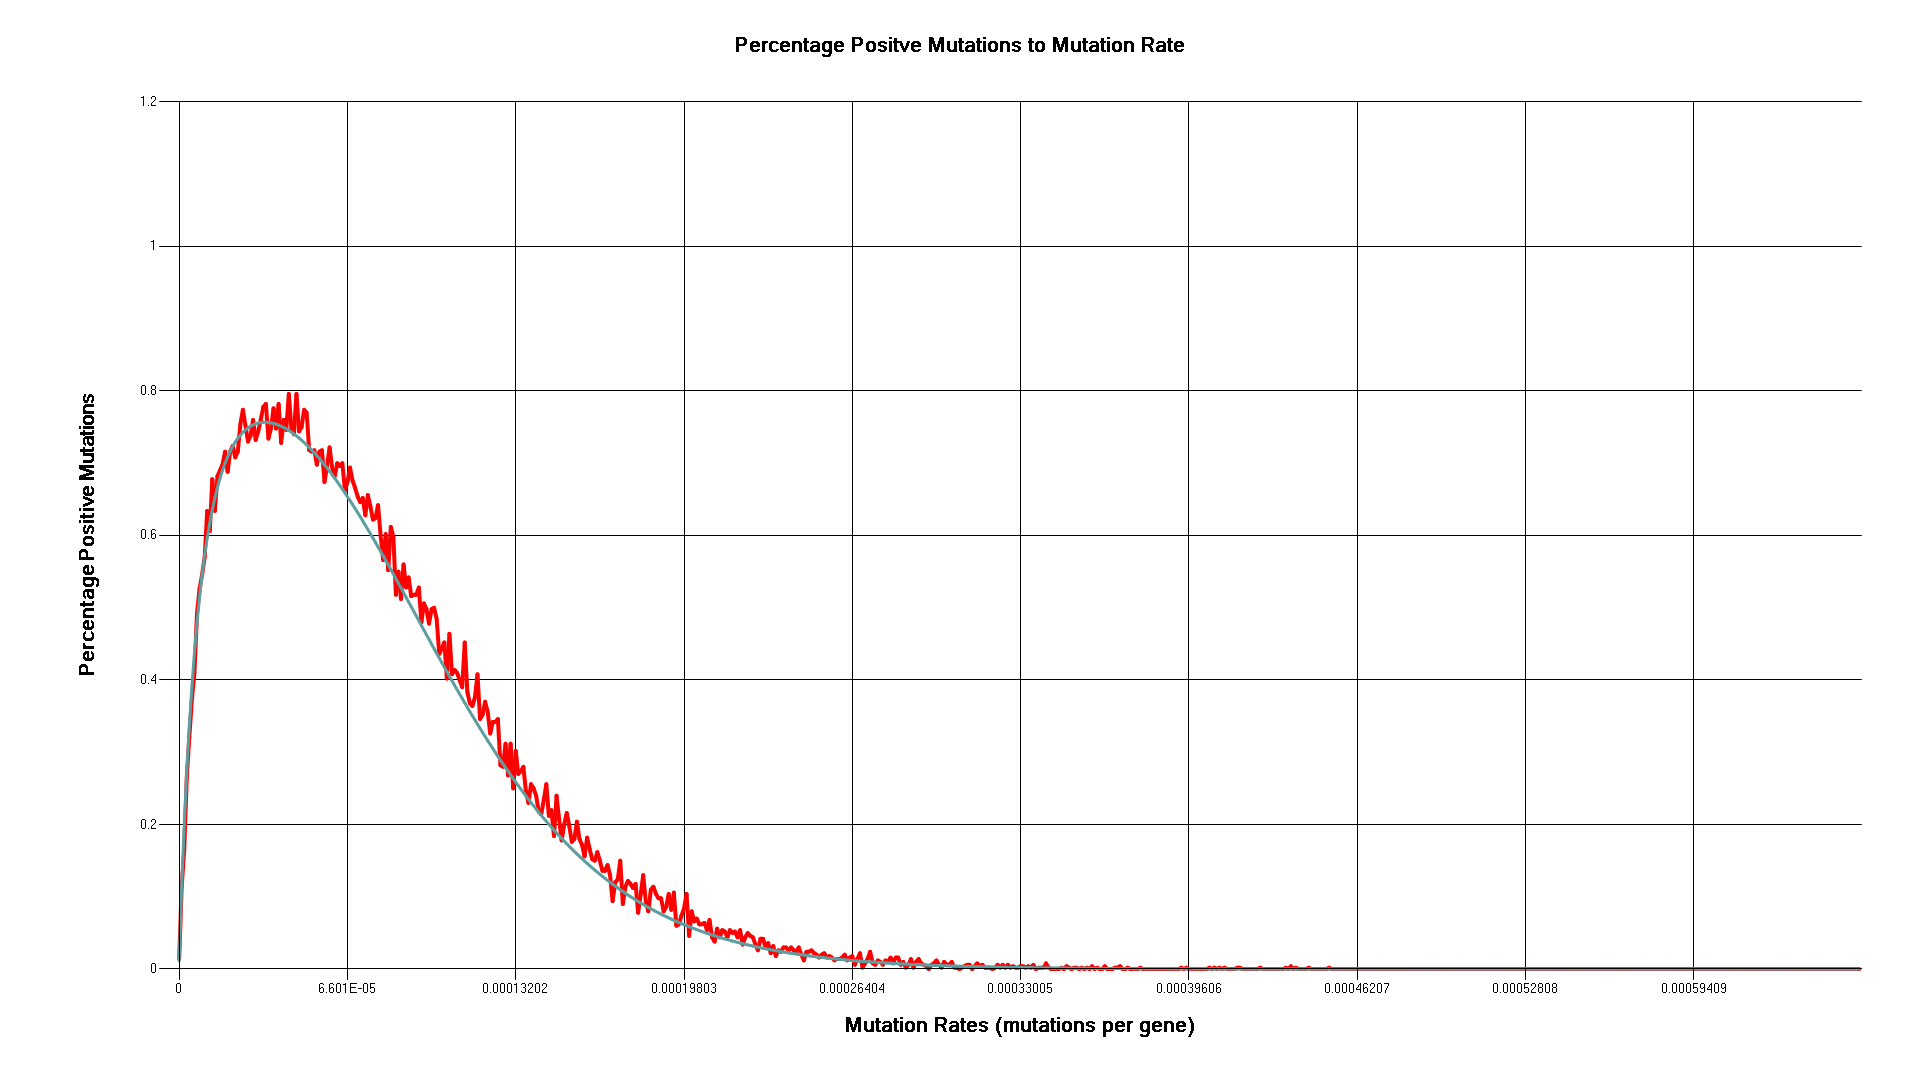 Percentage Positve Mutations to Mutation Rate
1.2
1
0.8
0.6
0.4
0.2
0
Percentage Positive Mutations
0 6.601E-05 0.00013202 0.00019803 0.00026404 0.00033005 0.00039606 0.00046207 0.00052808 0.00059409
Mutation Rates (mutations per gene)